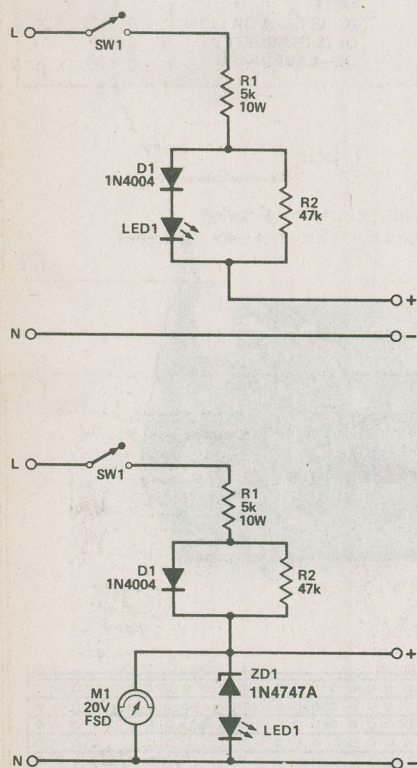 L
SW1
R1
5k
10W
D1
1N4004
LED1
R2
47k
+
N
−
L
SW1
R1
5k
10W
D1
1N4004
R2
47k
+
M1
20V
FSD
ZD1
1N4747A
LED1
N
−